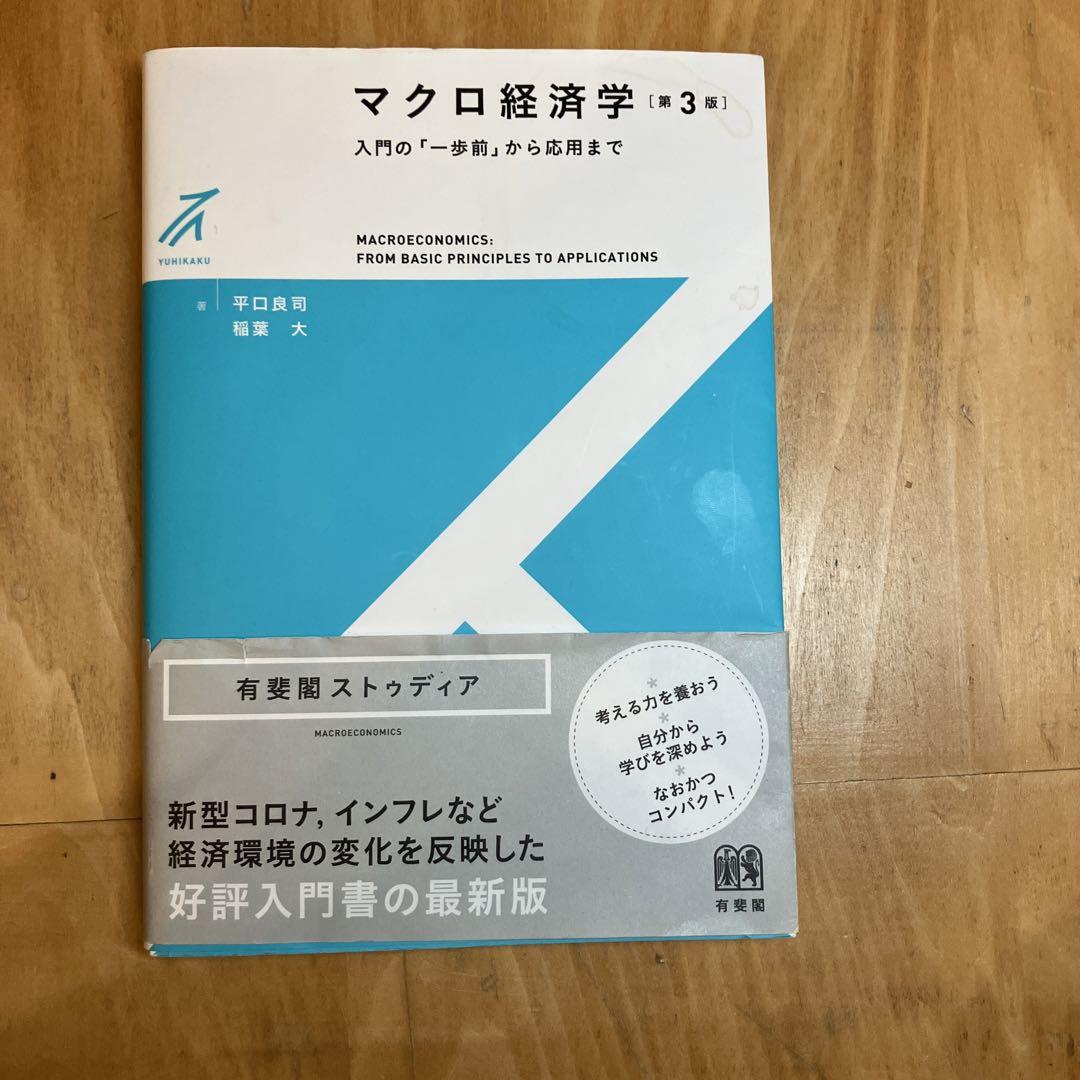 マクロ経済学[第3版]
入門の「一歩前」から応用まで
MACROECONOMICS:
FROM BASIC PRINCIPLES TO APPLICATIONS
YUHIKAKU
著 平口良司
稲葉 大
有斐閣 ストゥディア
MACROECONOMICS
新型コロナ, インフレなど
経済環境の変化を反映した
好評入門書の最新版
*
考える力を養おう
*
自分から
学びを深めよう
*
なおかつ
コンパクト!
有斐閣